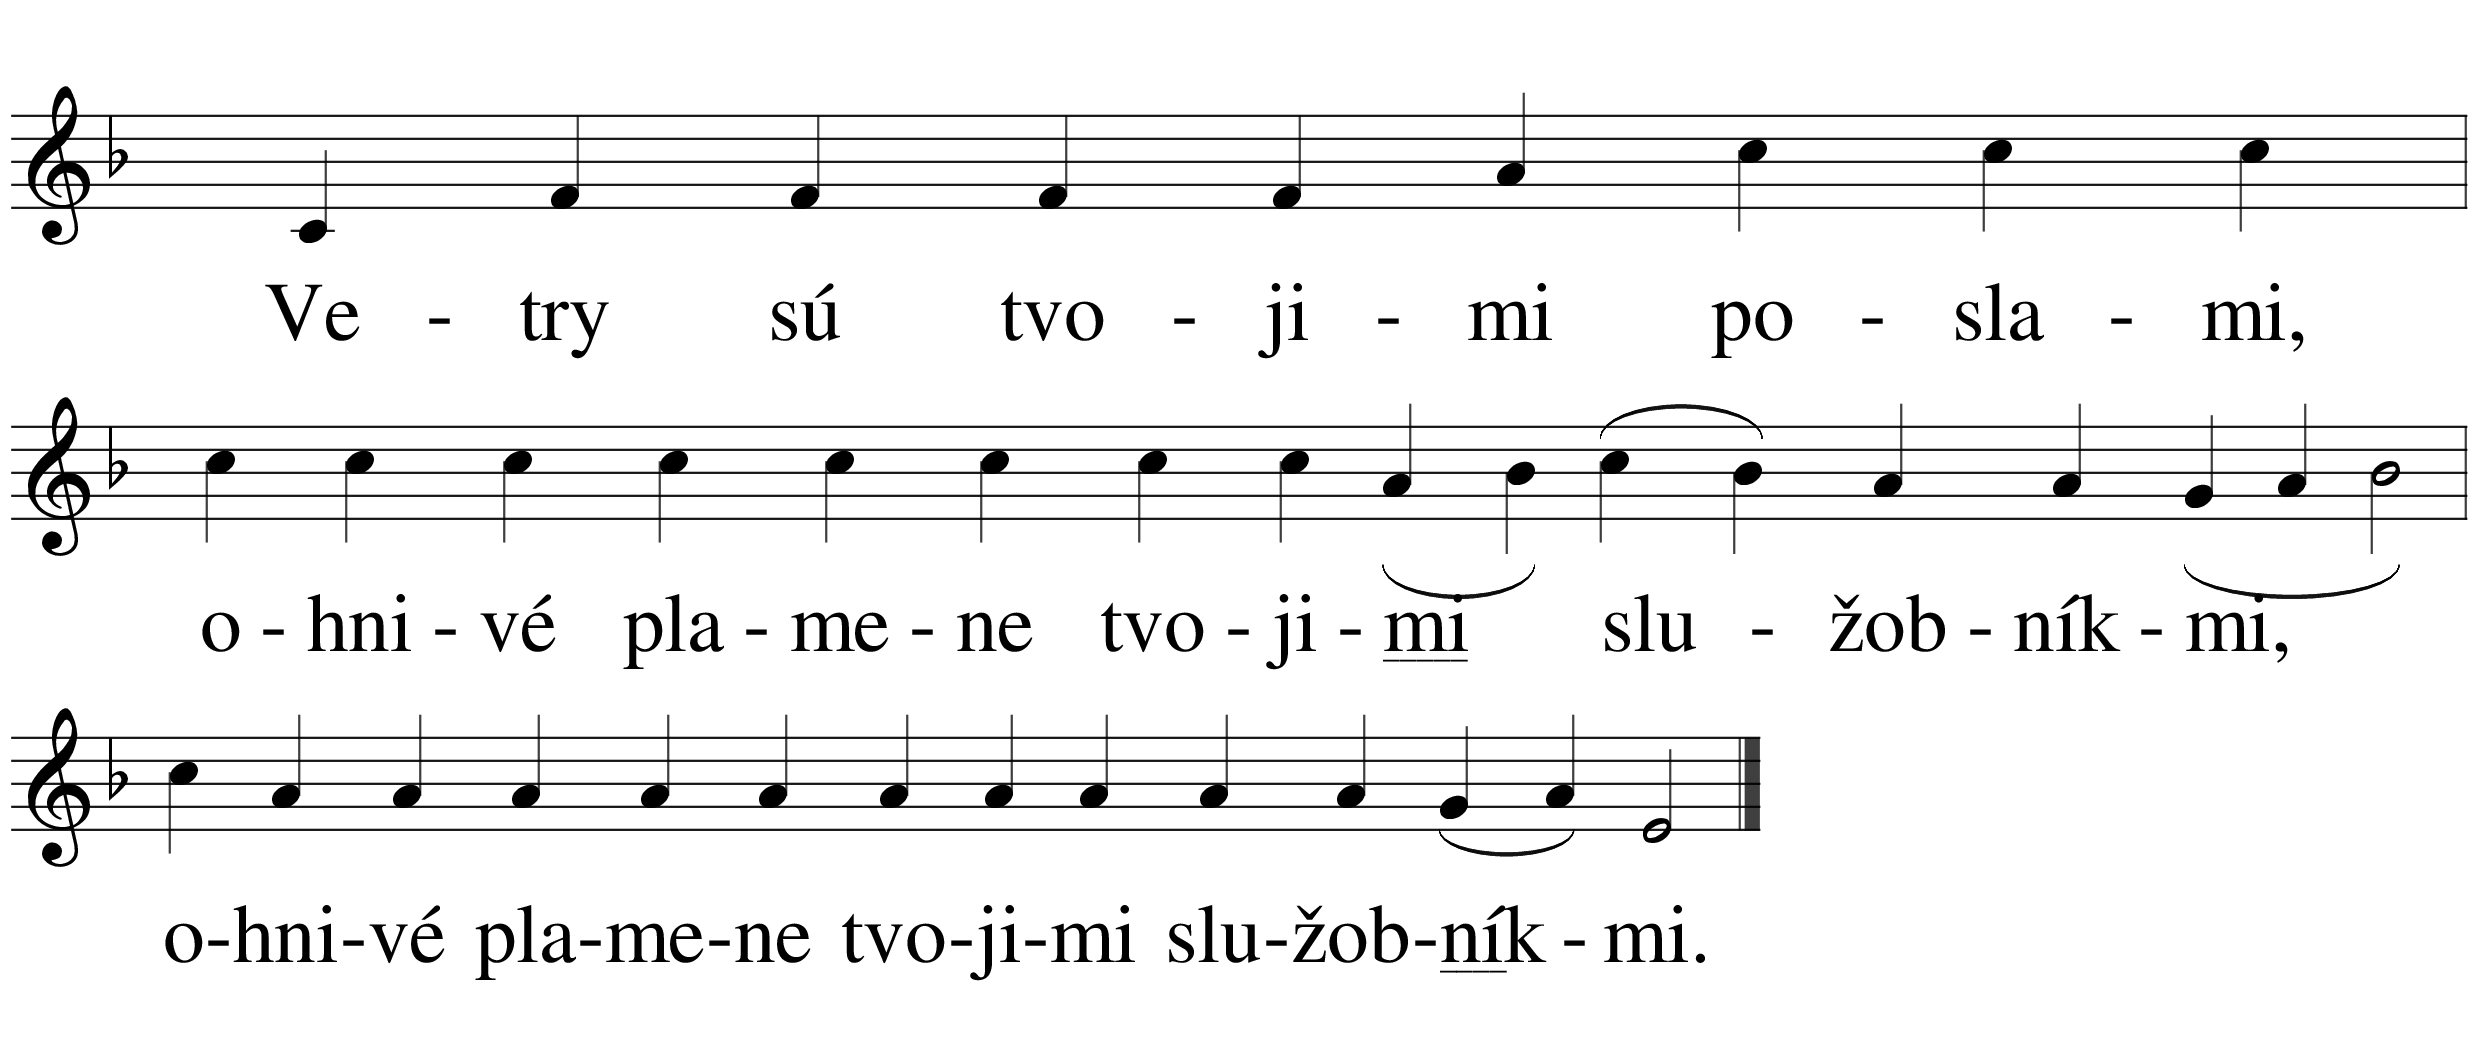 Ve - try sú tvo - ji - mi po - sla - mi,
o - hni - vé pla - me - ne tvo - ji - mi slu - žob - ník - mi,
o-hni-vé pla-me-ne tvo-ji-mi slu-žob-ník - mi.